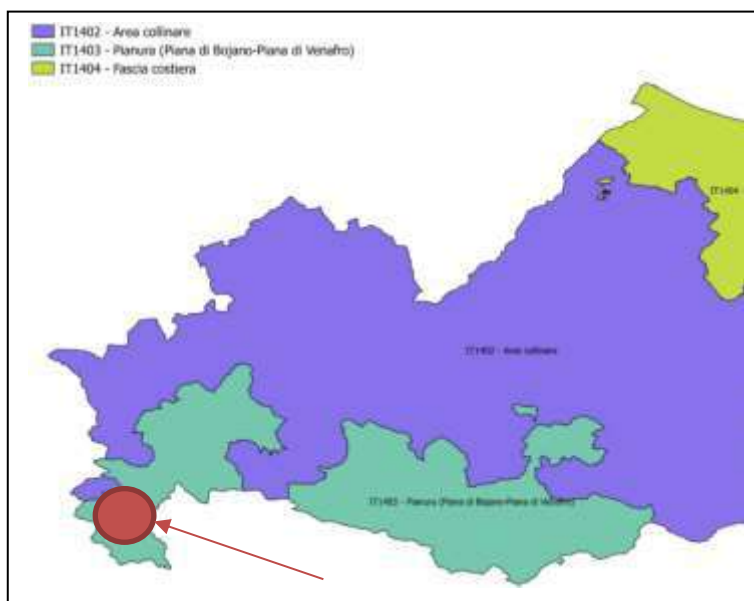 IT1402 - Area collinare
IT1403 - Pianura (Piana di Bojano-Piana di Venafro)
IT1404 - Fascia costiera
IT1404 -
IT1402 - Area collinare
IT1403 - Pianura (Piana di Bojano-Piana di Venafro)